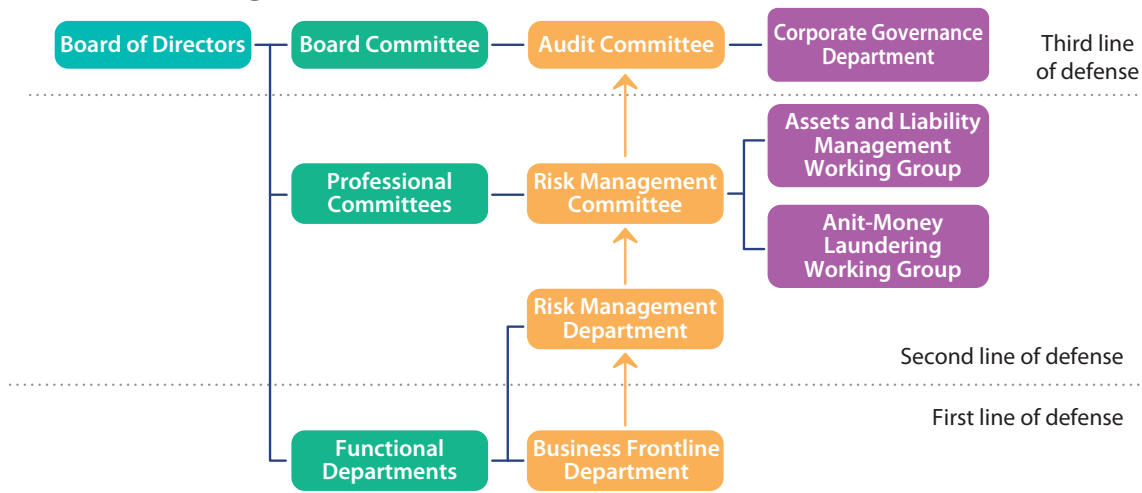 Board of Directors
Board Committee
Audit Committee
Corporate Governance
Department
Third line
of defense
Assets and Liability
Management
Working Group
Professional
Committees
Risk Management
Committee
Anit-Money
Laundering
Working Group
Risk Management
Department
Second line of defense
First line of defense
Functional
Departments
Business Frontline
Department